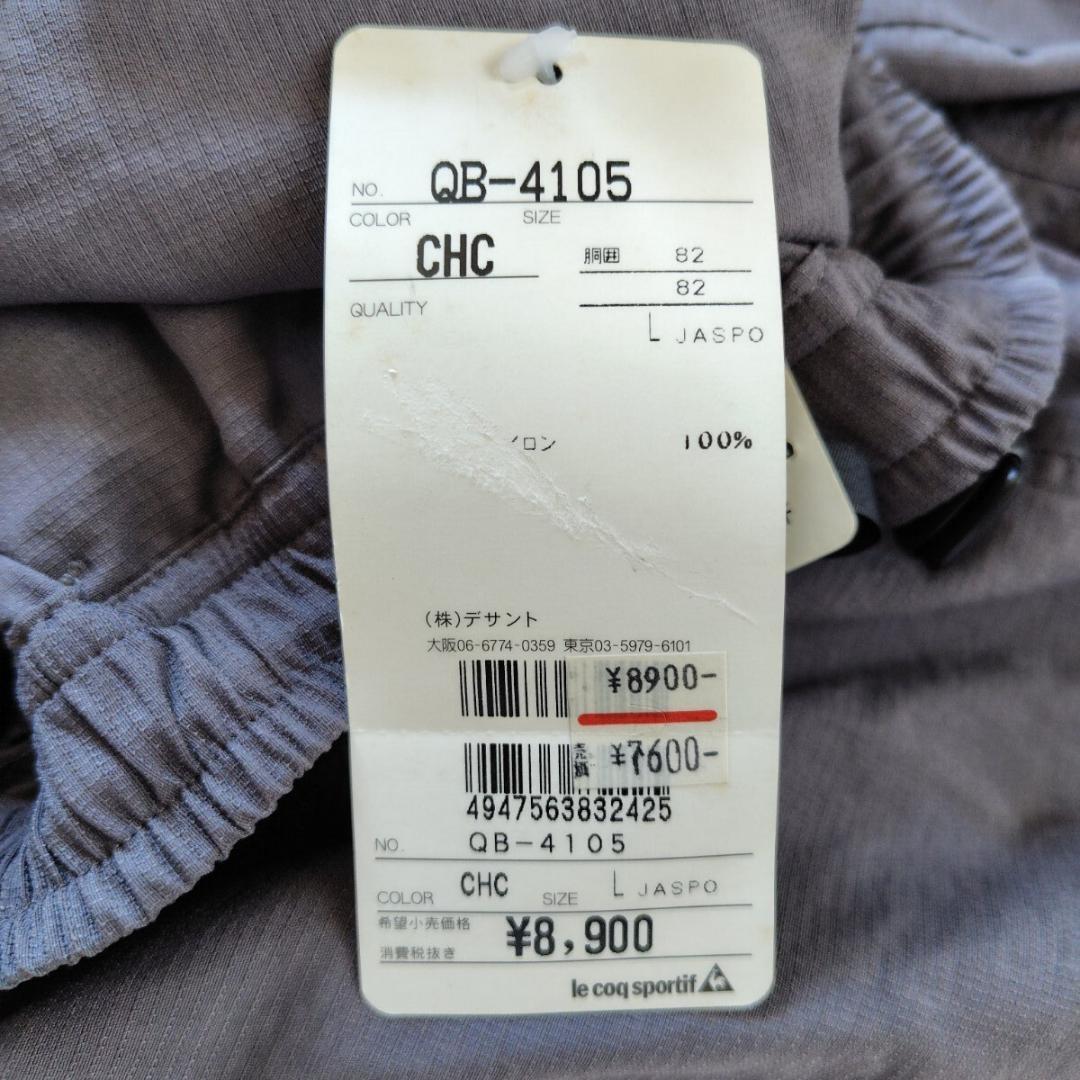 NO. QB-4105
COLOR SIZE
CHC 胴囲 82
82
QUALITY
L JASPO
イロン 100%
(株)デサント
大阪06-6774-0359 東京03-5979-6101
¥8900-
売価 ¥7600-
4947563832425
NO. QB-4105
COLOR CHC SIZE L JASPO
希望小売価格
消費税抜き ¥8,900
le coq sportif